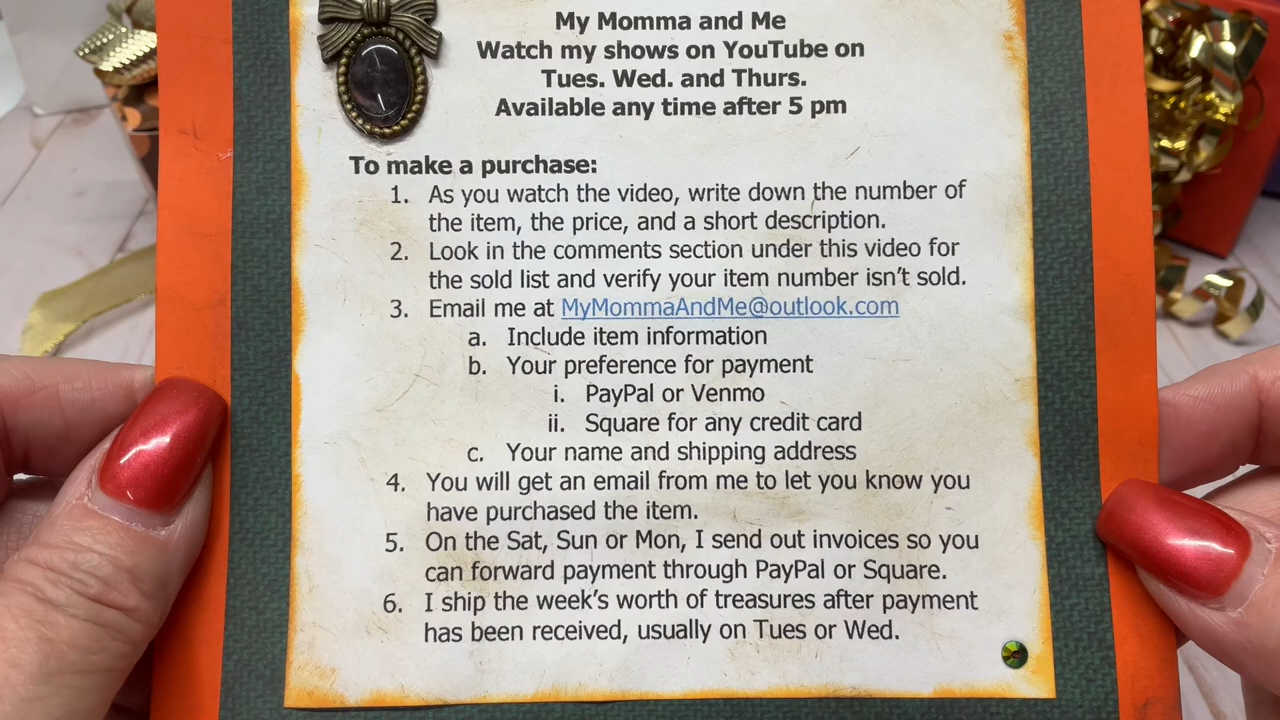 My Momma and Me
Watch my shows on YouTube on
Tues. Wed. and Thurs.
Available any time after 5 pm
To make a purchase:
1. As you watch the video, write down the number of
the item, the price, and a short description.
2. Look in the comments section under this video for
the sold list and verify your item number isn't sold.
3. Email me at MyMommaAndMe@outlook.com
a. Include item information
b. Your preference for payment
i. PayPal or Venmo
ii. Square for any credit card
c. Your name and shipping address
4. You will get an email from me to let you know you
have purchased the item.
5. On the Sat, Sun or Mon, I send out invoices so you
can forward payment through PayPal or Square.
6. I ship the week's worth of treasures after payment
has been received, usually on Tues or Wed.